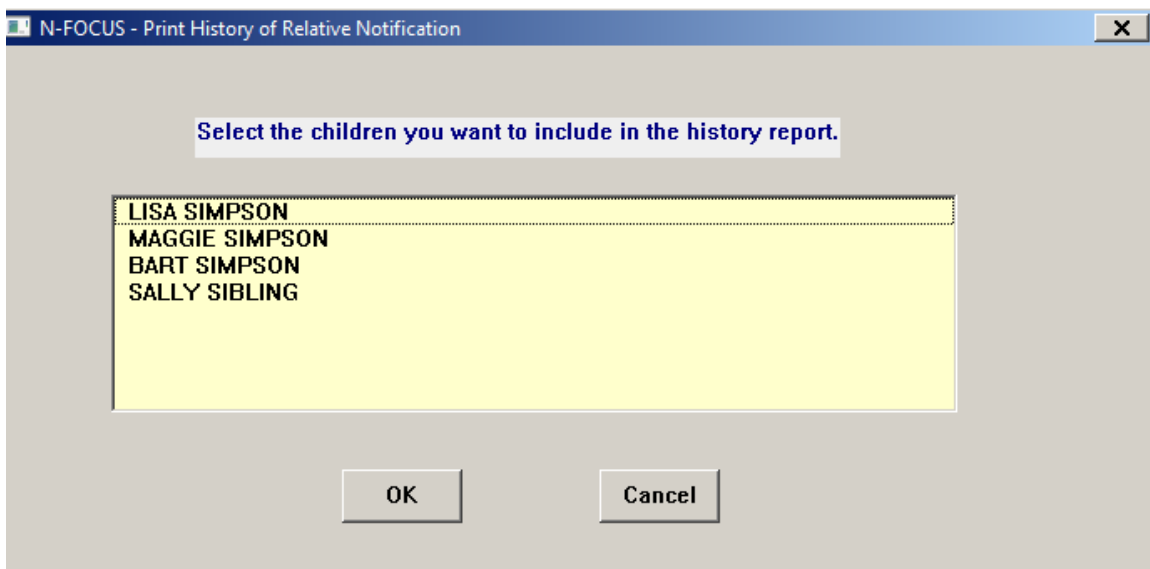 N-FOCUS - Print History of Relative Notification
Select the children you want to include in the history report.
LISA SIMPSON
MAGGIE SIMPSON
BART SIMPSON
SALLY SIBLING
OK
Cancel